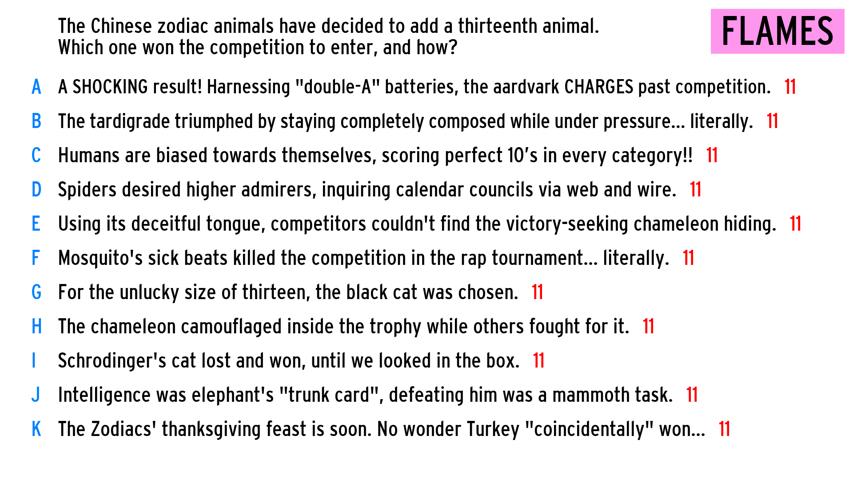 The Chinese zodiac animals have decided to add a thirteenth animal.
Which one won the competition to enter, and how?
FLAMES
A A SHOCKING result! Harnessing "double-A" batteries, the aardvark CHARGES past competition. 11
B The tardigrade triumphed by staying completely composed while under pressure... literally. 11
C Humans are biased towards themselves, scoring perfect 10's in every category!! 11
D Spiders desired higher admirers, inquiring calendar councils via web and wire. 11
E Using its deceitful tongue, competitors couldn't find the victory-seeking chameleon hiding. 11
F Mosquito's sick beats killed the competition in the rap tournament... literally. 11
G For the unlucky size of thirteen, the black cat was chosen. 11
H The chameleon camouflaged inside the trophy while others fought for it. 11
I Schrodinger's cat lost and won, until we looked in the box. 11
J Intelligence was elephant's "trunk card", defeating him was a mammoth task. 11
K The Zodiacs' thanksgiving feast is soon. No wonder Turkey "coincidentally" won... 11